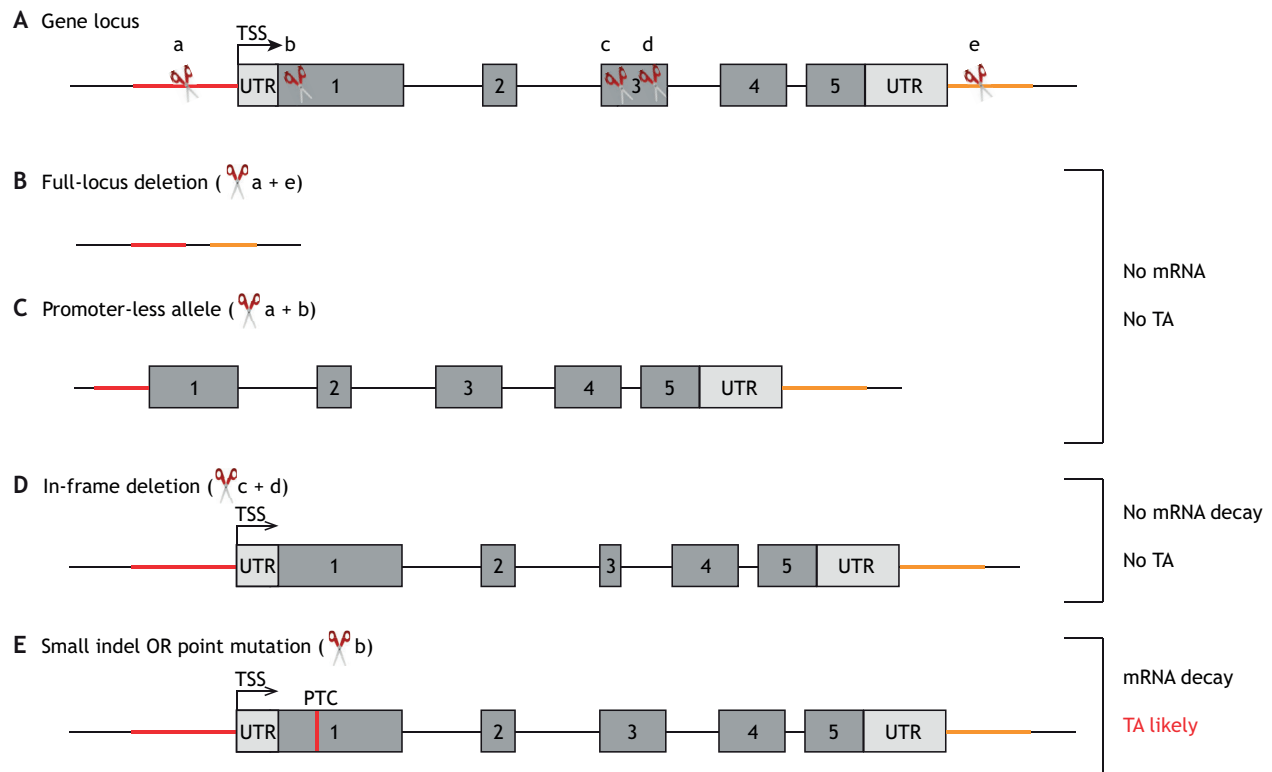 A Gene locus
a TSS b c d e
UTR 1 2 3 4 5 UTR
B Full-locus deletion ( a + e)
No mRNA
No TA
C Promoter-less allele ( a + b)
1 2 3 4 5 UTR
D In-frame deletion ( c + d)
TSS
No mRNA decay
No TA
UTR 1 2 3 4 5 UTR
E Small indel OR point mutation ( b)
TSS
PTC
mRNA decay
TA likely
UTR 1 2 3 4 5 UTR